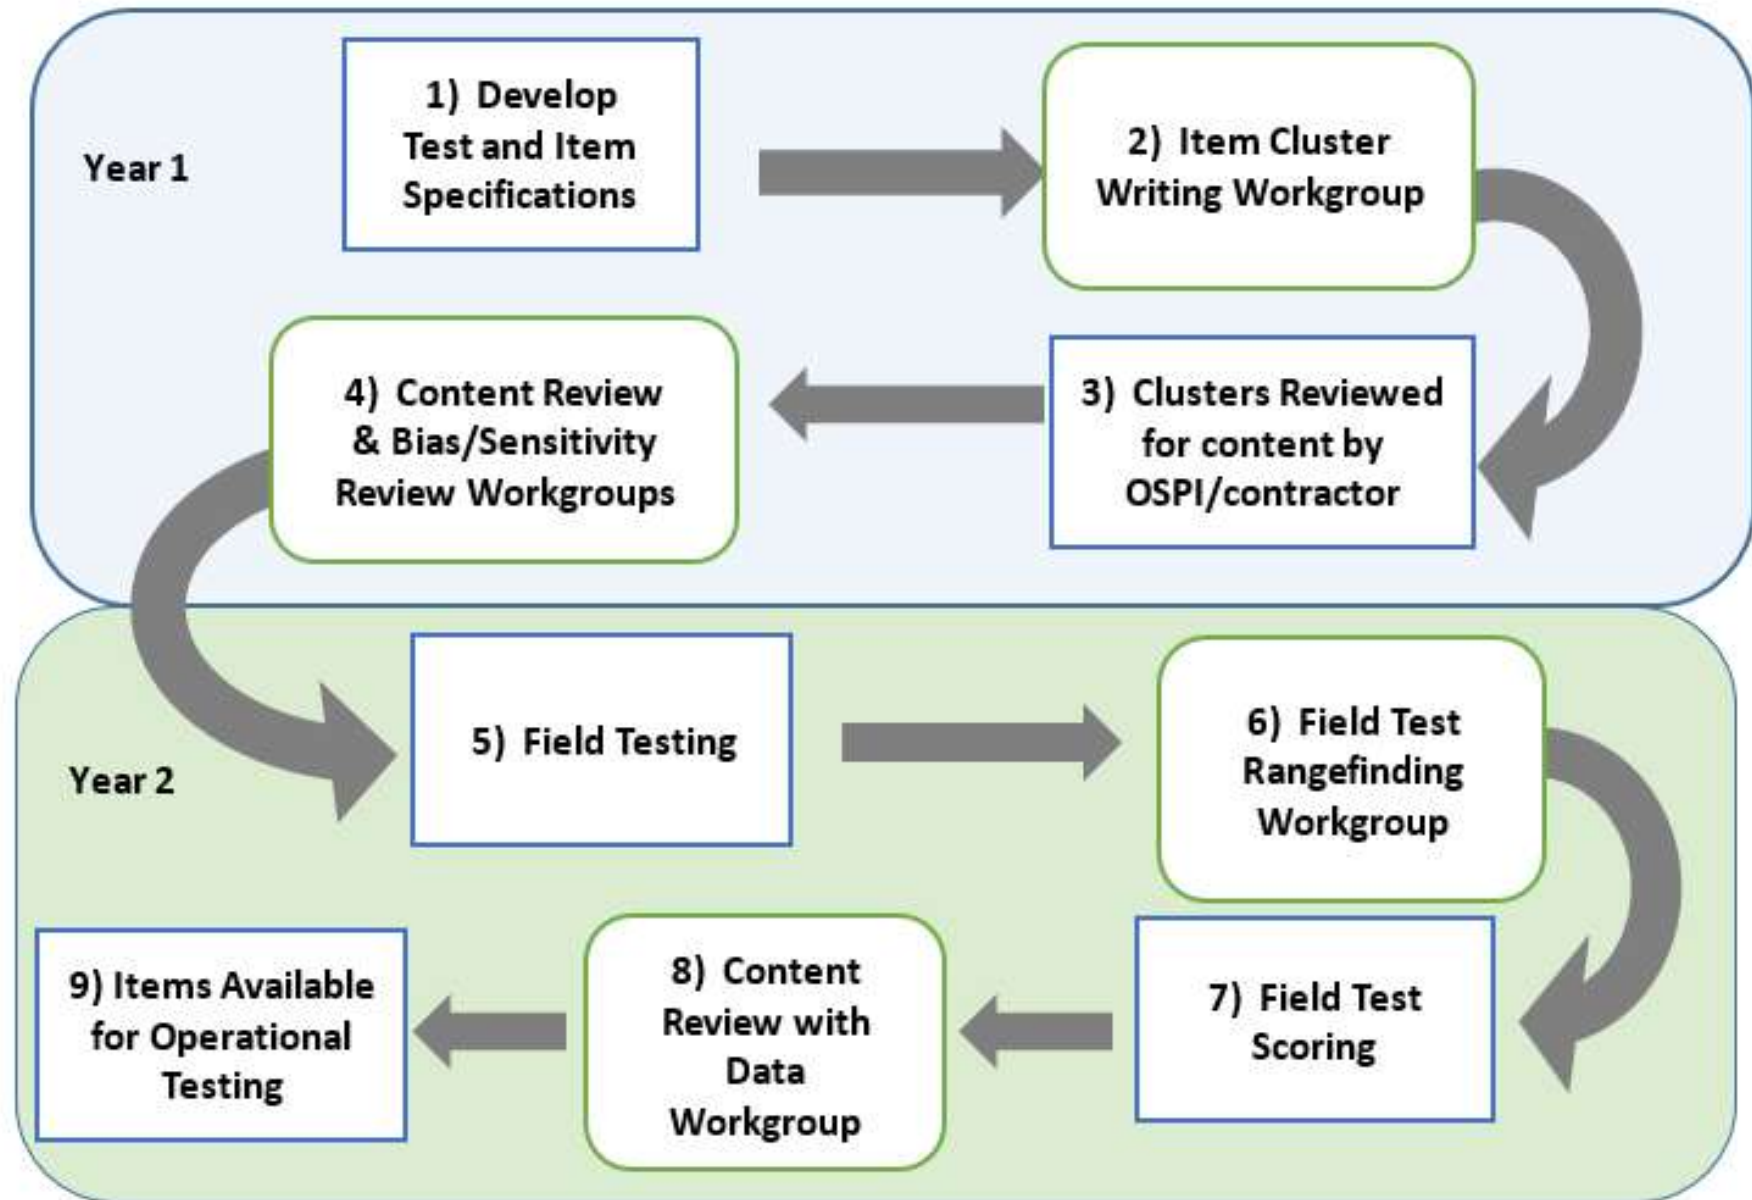 Year 1
1) Develop
Test and Item
Specifications
2) Item Cluster
Writing Workgroup
3) Clusters Reviewed
for content by
OSPI/contractor
4) Content Review
& Bias/Sensitivity
Review Workgroups
Year 2
5) Field Testing
6) Field Test
Rangefinding
Workgroup
7) Field Test
Scoring
8) Content
Review with
Data
Workgroup
9) Items Available
for Operational
Testing